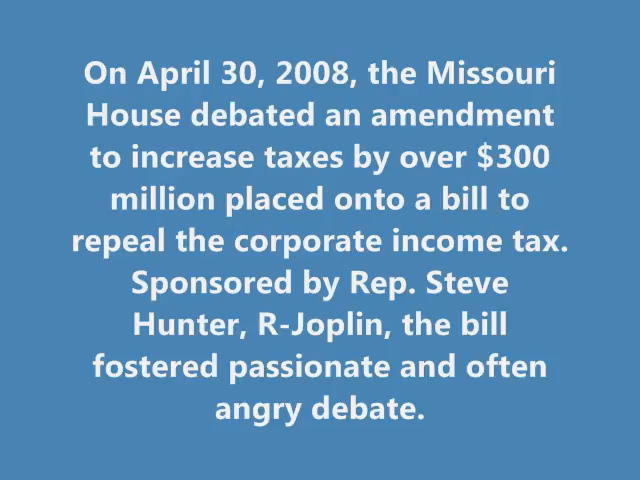 On April 30, 2008, the Missouri
House debated an amendment
to increase taxes by over $300
million placed onto a bill to
repeal the corporate income tax.
Sponsored by Rep. Steve
Hunter, R-Joplin, the bill
fostered passionate and often
angry debate.